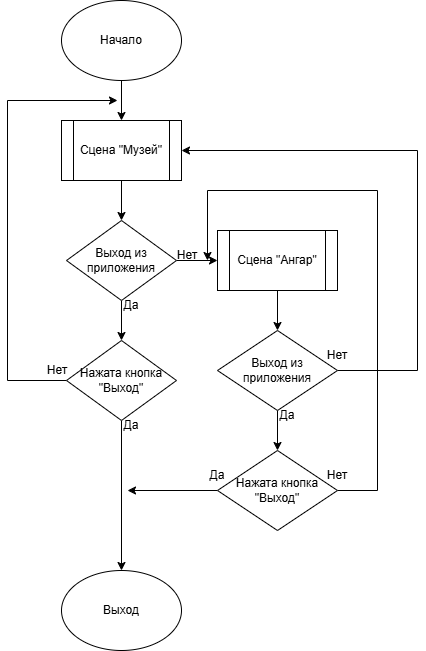 Начало
Сцена "Музей"
Выход из
приложения
Нет
Да
Сцена "Ангар"
Нет
Нажата кнопка
"Выход"
Да
Выход из
приложения
Нет
Да
Да
Нажата кнопка
"Выход"
Нет
Выход